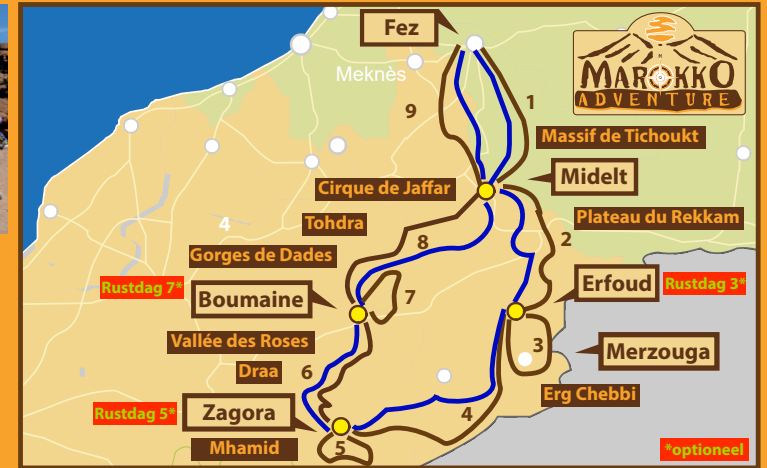 Fez
Meknès
MAROKKO
ADVENTURE
9
1
Massif de Tichoukt
Midelt
Cirque de Jaffar
Plateau du Rekkam
4
Tohdra
2
8
Gorges de Dades
Rustdag 7*
Boumaine
7
Erfoud
Rustdag 3*
Vallée des Roses
3
Merzouga
Draa
6
Erg Chebbi
Rustdag 5*
Zagora
4
Mhamid
5
*optioneel